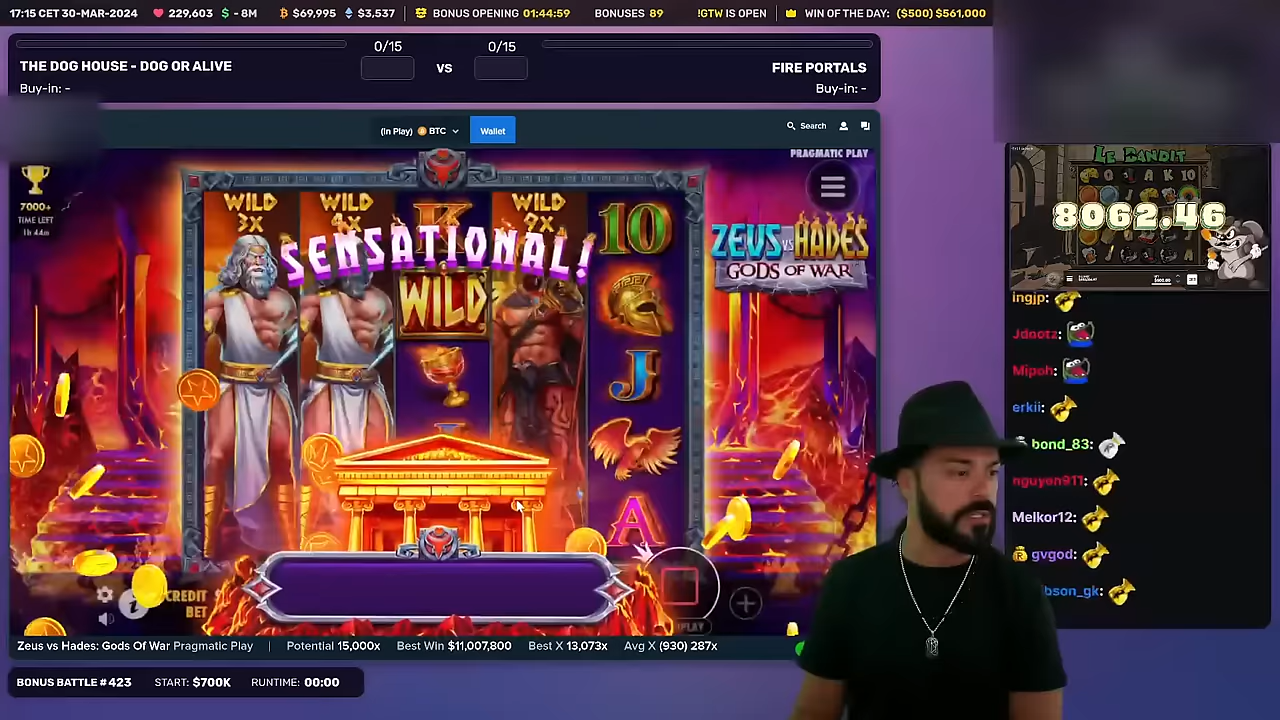 17:15 CET 30-MAR-2024 229,603 $ - 8M $69,995 $3,537 BONUS OPENING 01:44:59 BONUSES 89 !GTW IS OPEN WIN OF THE DAY: ($500) $561,000
0/15 0/15
THE DOG HOUSE - DOG OR ALIVE VS FIRE PORTALS
Buy-in: - Buy-in: -
(In Play) BTC Wallet Search
PRAGMATIC PLAY
7000+
TIME LEFT
1h 44m
WILD WILD K WILD 10
3X 4X 9X
SENSATIONAL!
WILD
J
A
ZEUS VS HADES
GODS OF WAR
CREDIT
BET
LE BANDIT
8062.46
ingjp:
Jdnotz:
Mipoh:
erkii:
bond_83:
nguyen911:
Melkor12:
gvgod:
bson_gk:
Zeus vs Hades: Gods Of War Pragmatic Play | Potential 15,000x Best Win $11,007,800 Best X 13,073x Avg X (930) 287x
BONUS BATTLE #423 START: $700K RUNTIME: 00:00